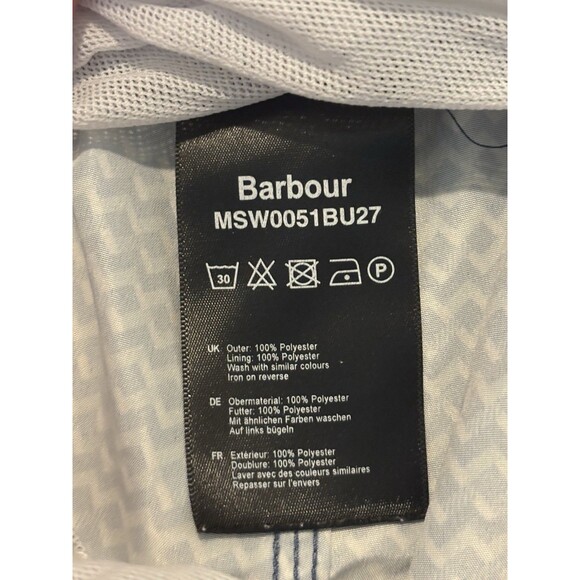 Barbour
MSW0051BU27
30 P
UK Outer: 100% Polyester
Lining: 100% Polyester
Wash with similar colours
Iron on reverse
DE Obermaterial: 100% Polyester
Futter: 100% Polyester
Mit ähnlichen Farben waschen
Auf links bügeln
FR Extérieur: 100% Polyester
Doublure: 100% Polyester
Laver avec des couleurs similaires
Repasser sur l'envers